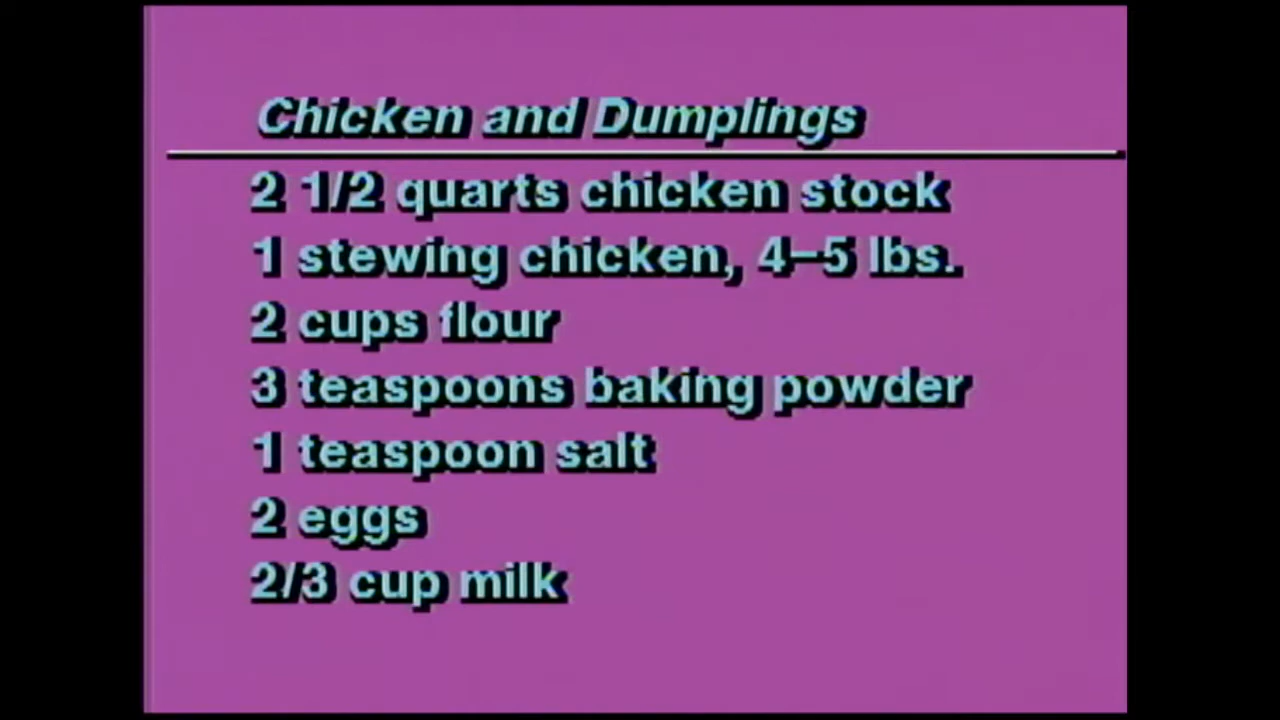 Chicken and Dumplings
2 1/2 quarts chicken stock
1 stewing chicken, 4–5 lbs.
2 cups flour
3 teaspoons baking powder
1 teaspoon salt
2 eggs
2/3 cup milk